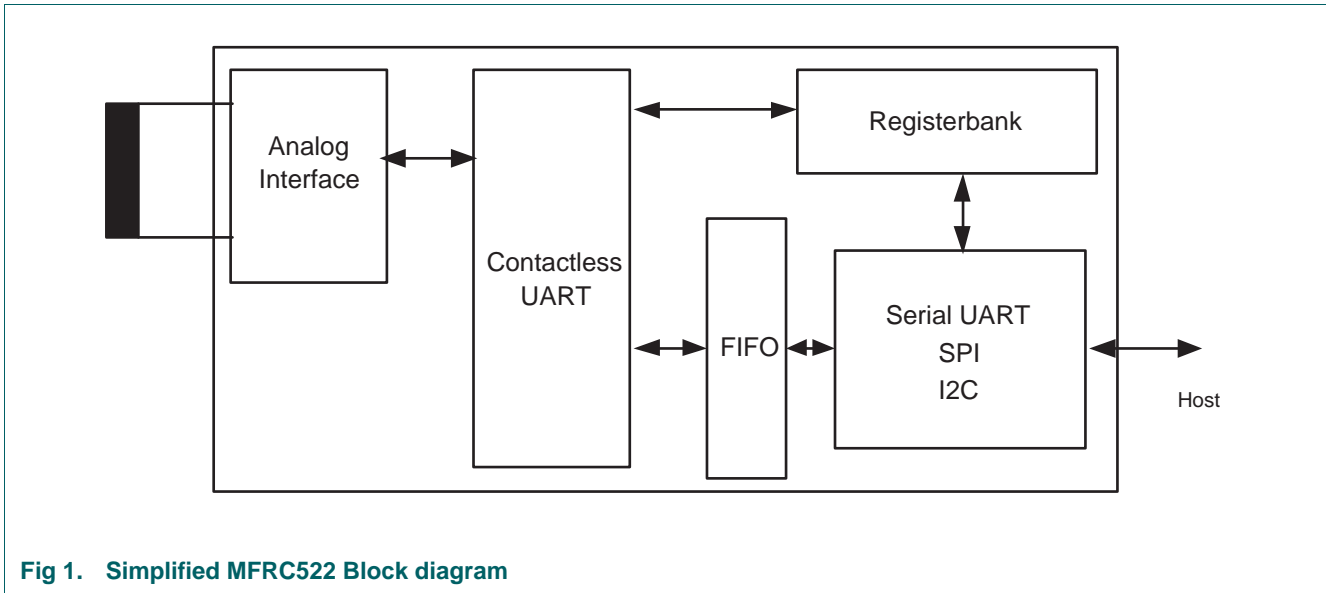 Analog
Interface
Contactless
UART
Registerbank
FIFO
Serial UART
SPI
I2C
Host
Fig 1. Simplified MFRC522 Block diagram